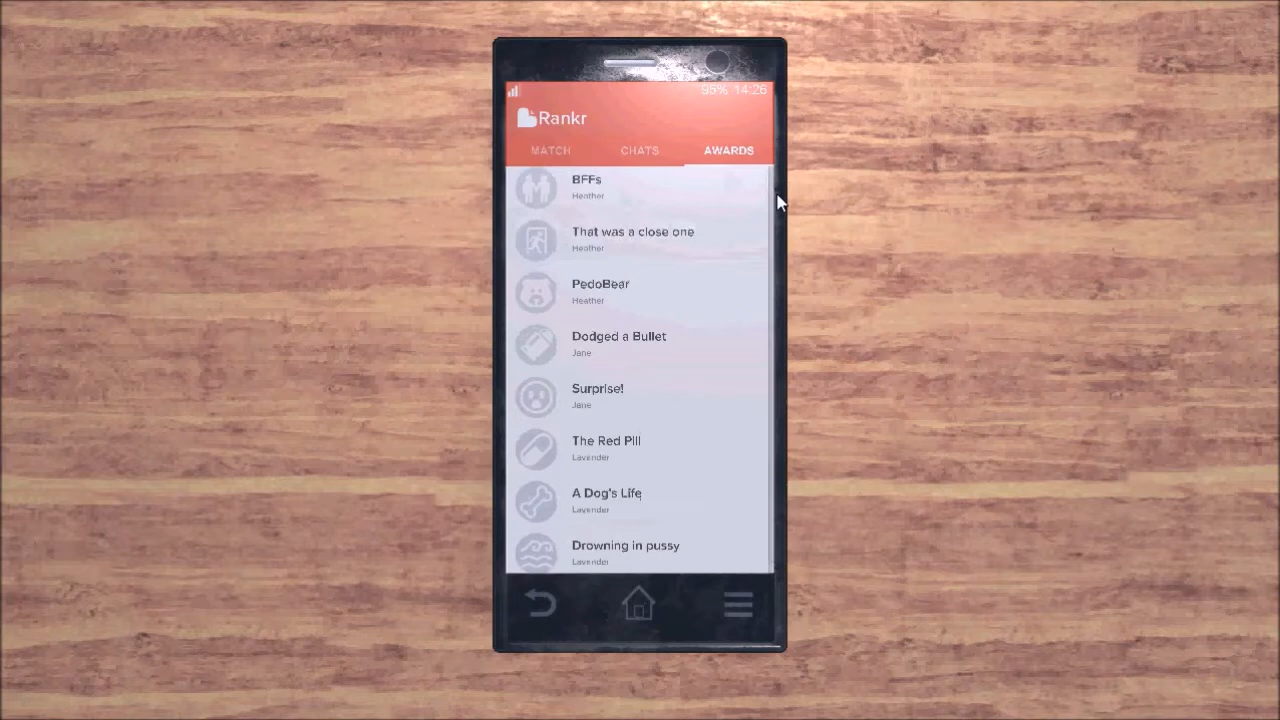 95% 14:26
Rankr
MATCH CHATS AWARDS
BFFs
Heather
That was a close one
Heather
PedoBear
Heather
Dodged a Bullet
Jane
Surprise!
Jane
The Red Pill
Lavender
A Dog's Life
Lavender
Drowning in pussy
Lavender